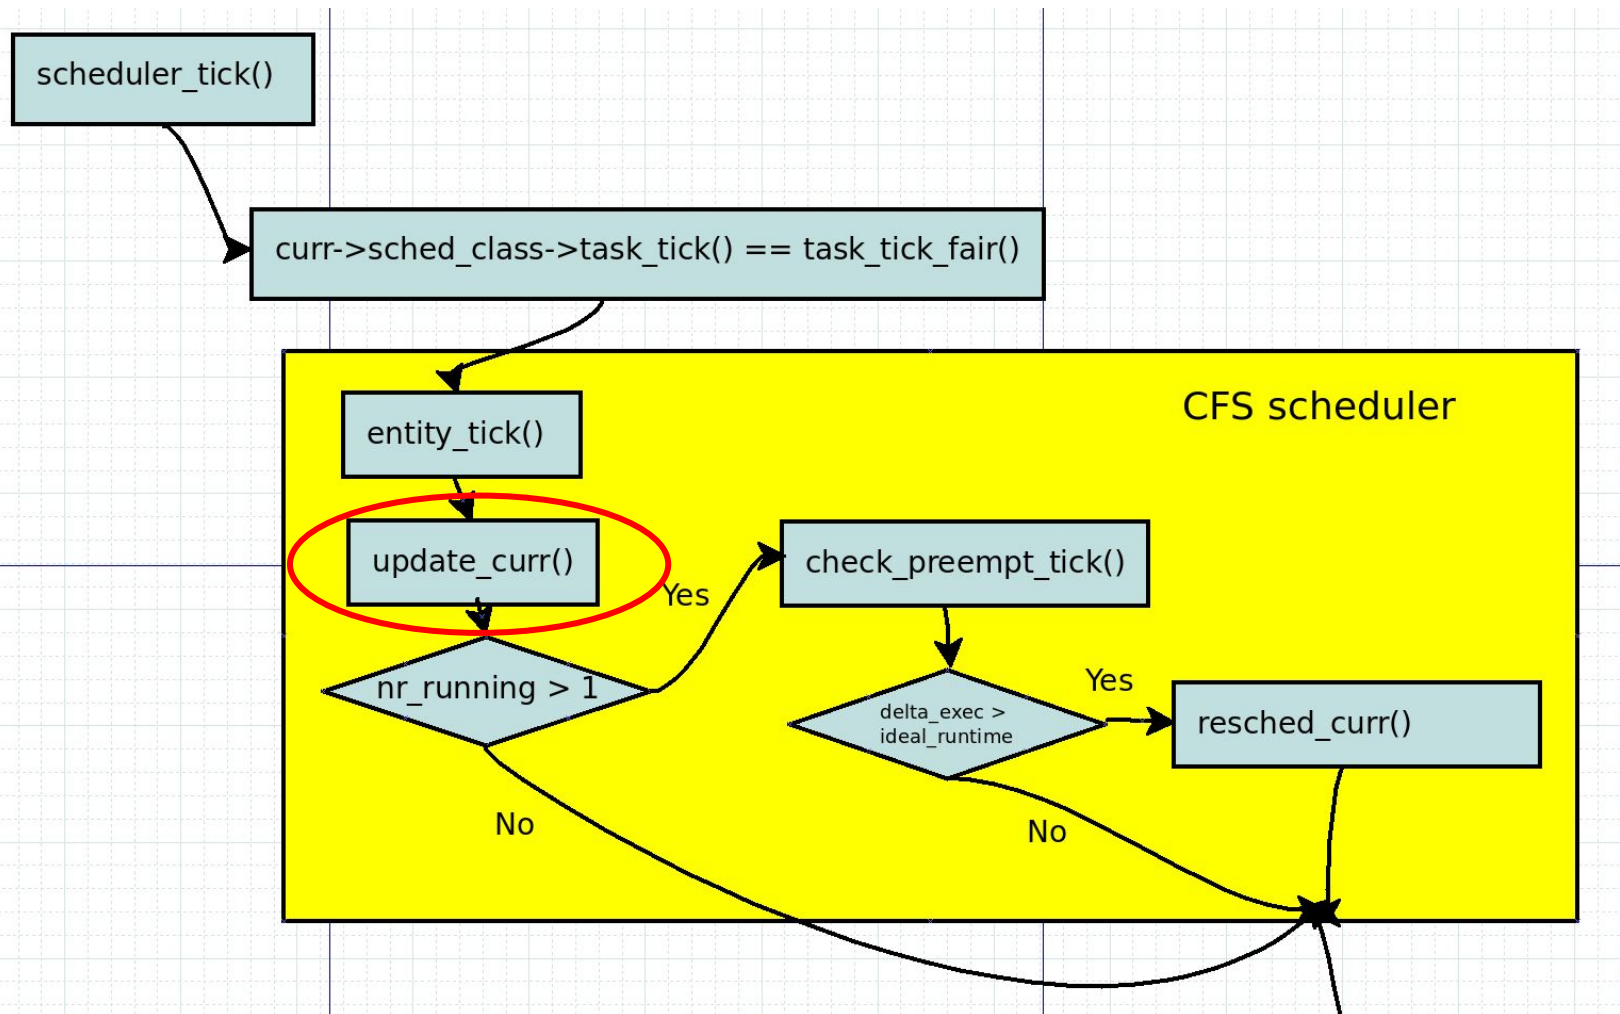 scheduler_tick()
curr->sched_class->task_tick() == task_tick_fair()
CFS scheduler
entity_tick()
update_curr()
Yes
check_preempt_tick()
nr_running > 1
Yes
delta_exec >
ideal_runtime
resched_curr()
No
No